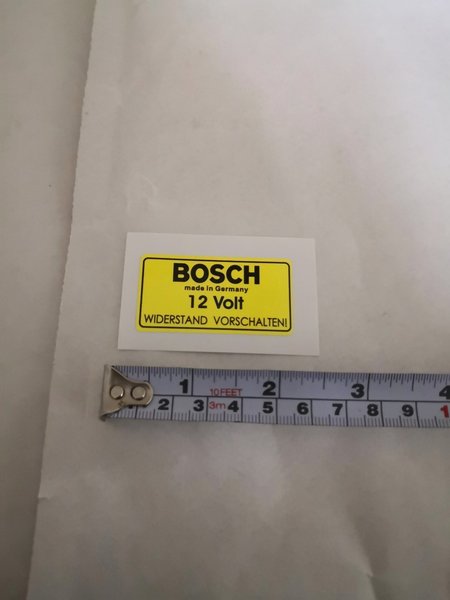 BOSCH
made in Germany
12 Volt
WIDERSTAND VORSCHALTEN!
1 10FEET 2 3 4
2 3 3m 4 5 6 7 8 9 1